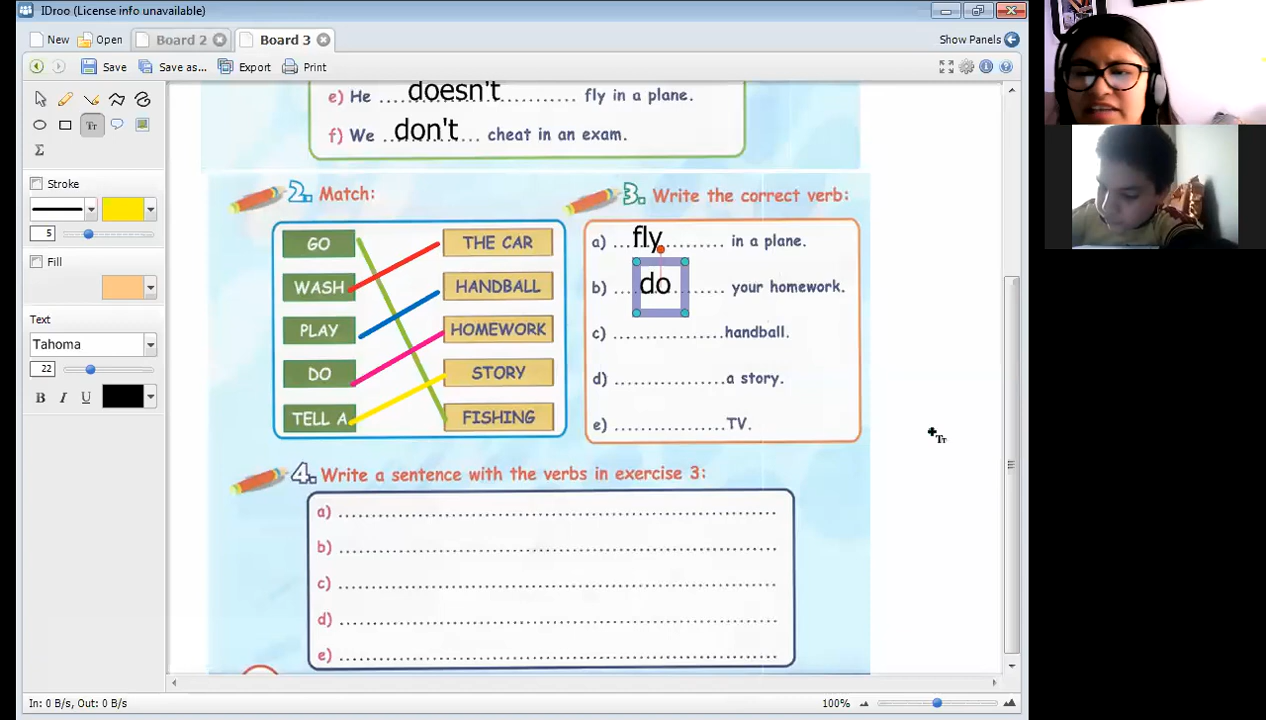 IDroo (License info unavailable)
New Open Board 2 Board 3 Show Panels
Save Save as... Export Print
Tr
Stroke
5
Fill
Text
Tahoma
22
B I U
e) He ... doesn't ............ fly in a plane.
f) We ... don't ... cheat in an exam.
2. Match:
GO THE CAR
WASH HANDBALL
PLAY HOMEWORK
DO STORY
TELL A FISHING
3. Write the correct verb:
a) ... fly ......... in a plane.
b) ... do ...... your homework.
c) .................handball.
d) .................a story.
e) .................TV.
4. Write a sentence with the verbs in exercise 3:
a) ................................................
b) ................................................
c) ................................................
d) ................................................
e) ................................................
In: 0 B/s, Out: 0 B/s 100%